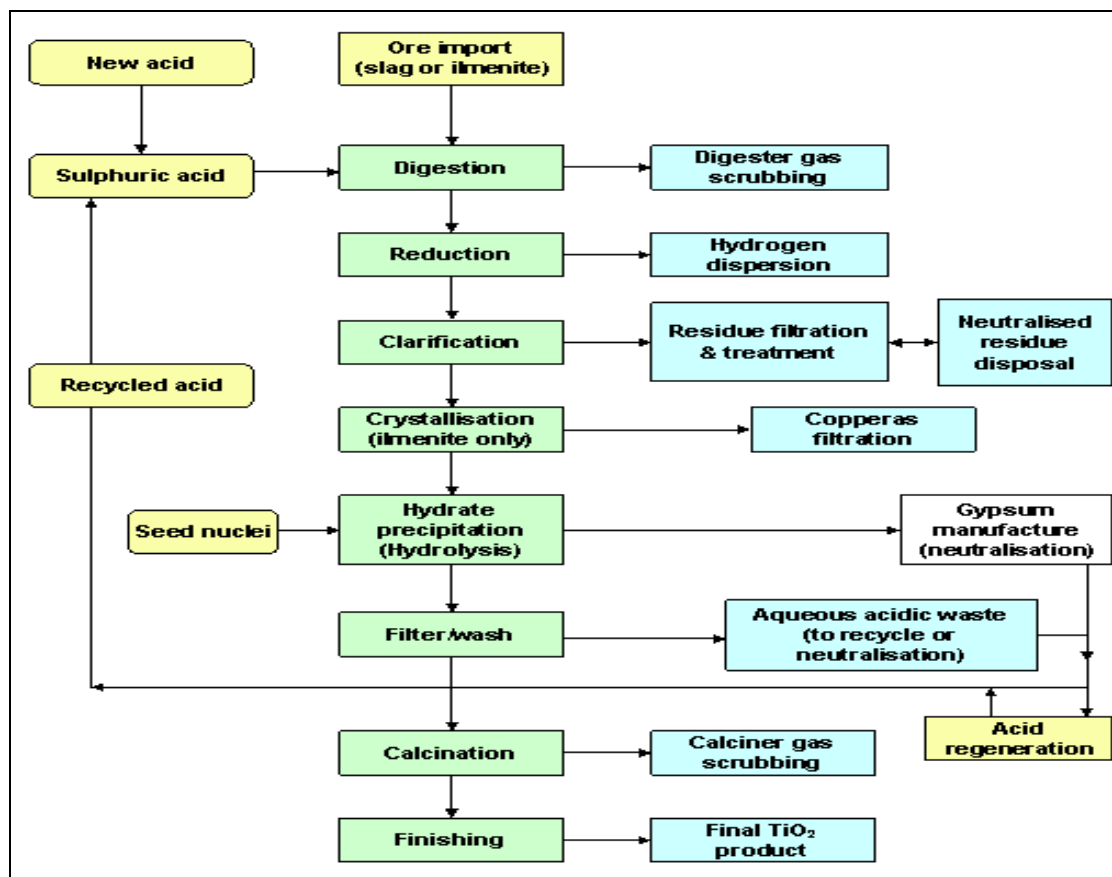 New acid
Ore import
(slag or ilmenite)
Sulphuric acid
Digestion
Digester gas
scrubbing
Reduction
Hydrogen
dispersion
Clarification
Residue filtration
& treatment
Neutralised
residue
disposal
Recycled acid
Crystallisation
(ilmenite only)
Copperas
filtration
Seed nuclei
Hydrate
precipitation
(Hydrolysis)
Gypsum
manufacture
(neutralisation)
Filter/wash
Aqueous acidic waste
(to recycle or
neutralisation)
Acid
regeneration
Calcination
Calciner gas
scrubbing
Finishing
Final TiO₂
product